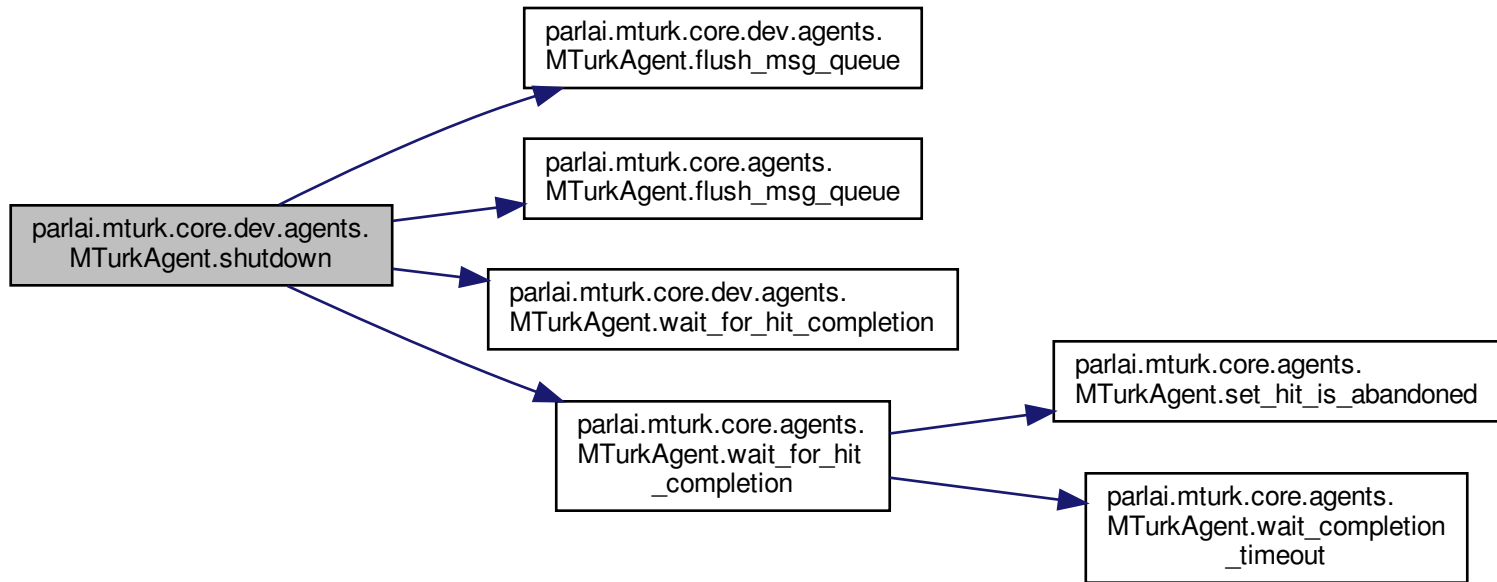 parlai.mturk.core.dev.agents.
MTurkAgent.flush_msg_queue
parlai.mturk.core.agents.
MTurkAgent.flush_msg_queue
parlai.mturk.core.dev.agents.
MTurkAgent.shutdown
parlai.mturk.core.dev.agents.
MTurkAgent.wait_for_hit_completion
parlai.mturk.core.agents.
MTurkAgent.set_hit_is_abandoned
parlai.mturk.core.agents.
MTurkAgent.wait_for_hit
_completion
parlai.mturk.core.agents.
MTurkAgent.wait_completion
_timeout